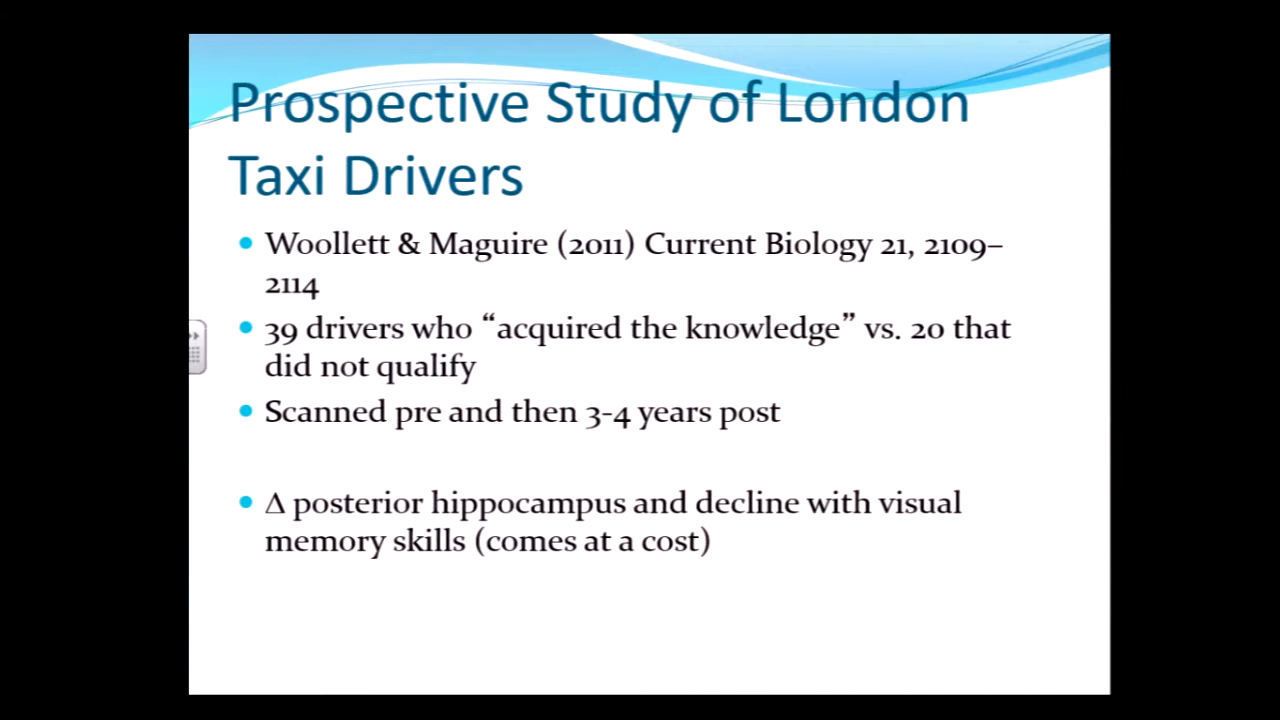 Prospective Study of London
Taxi Drivers
• Woollett & Maguire (2011) Current Biology 21, 2109–
2114
• 39 drivers who “acquired the knowledge” vs. 20 that
did not qualify
• Scanned pre and then 3-4 years post
• Δ posterior hippocampus and decline with visual
memory skills (comes at a cost)